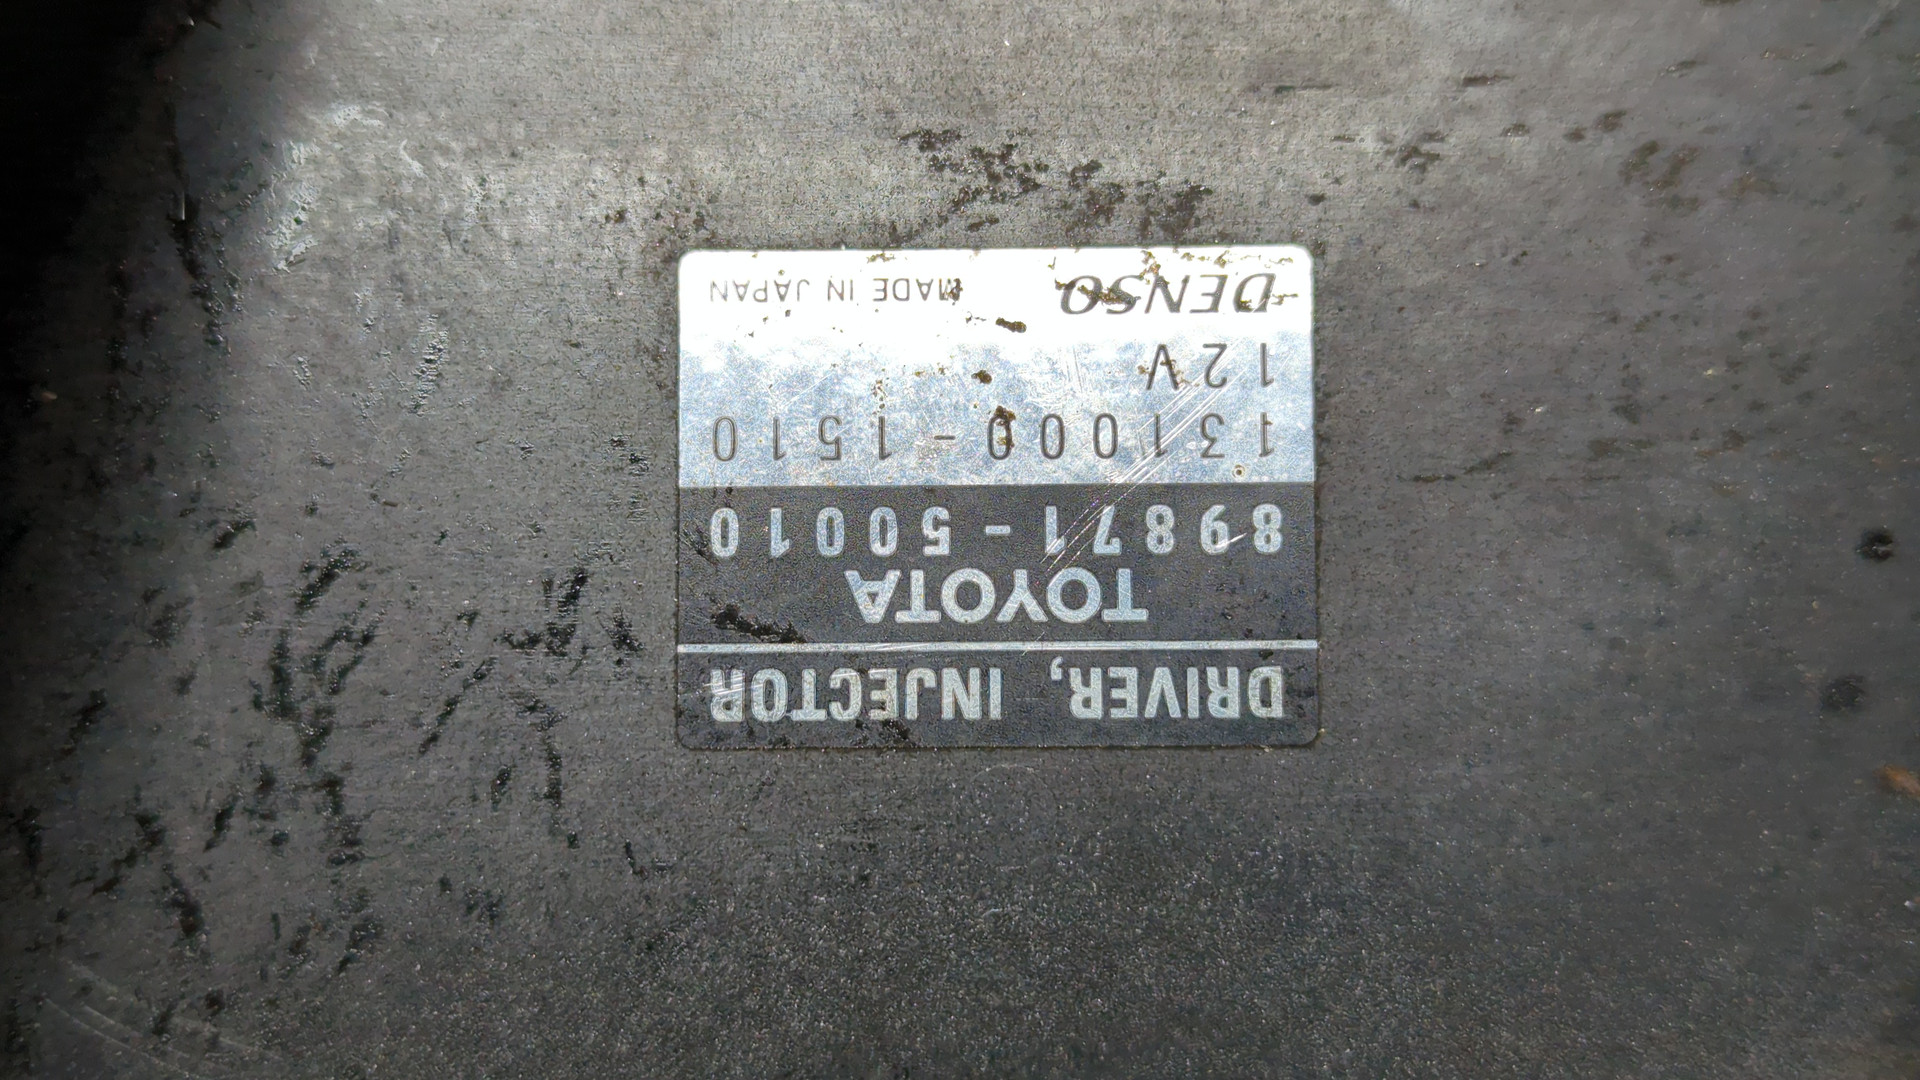 DRIVER, INJECTOR
TOYOTA
89871-50010
131000-1510
12V
DENSO MADE IN JAPAN